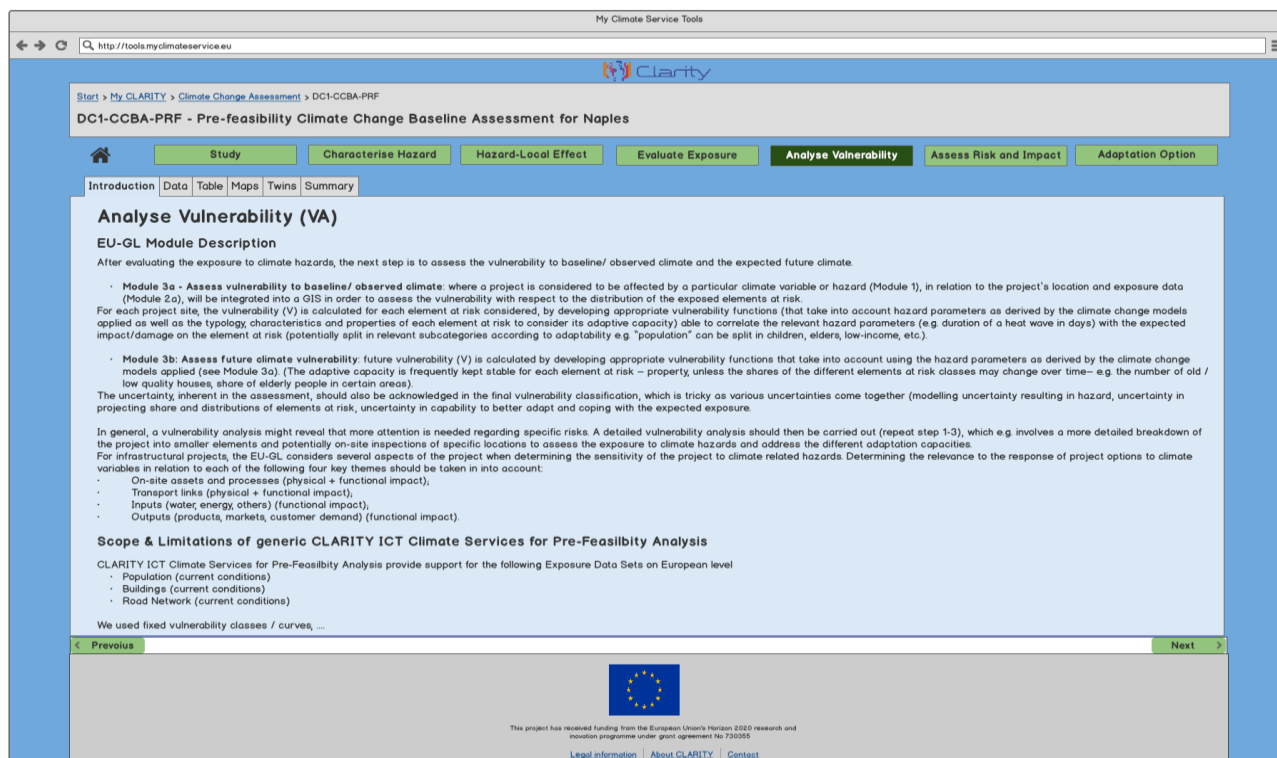 My Climate Service Tools
http://tools.myclimateservice.eu
Clarity
Start > My CLARITY > Climate Change Assessment > DC1-CCBA-PRF
DC1-CCBA-PRF - Pre-feasibility Climate Change Baseline Assessment for Naples
Study Characterise Hazard Hazard-Local Effect Evaluate Exposure Analyse Valnerability Assess Risk and Impact Adaptation Option
Introduction Data Table Maps Twins Summary
Analyse Vulnerability (VA)
EU-GL Module Description
After evaluating the exposure to climate hazards, the next step is to assess the vulnerability to baseline/ observed climate and the expected future climate.
· Module 3a - Assess vulnerability to baseline/ observed climate: where a project is considered to be affected by a particular climate variable or hazard (Module 1), in relation to the project`s location and exposure data
(Module 2a), will be integrated into a GIS in order to assess the vulnerability with respect to the distribution of the exposed elements at risk.
For each project site, the vulnerability (V) is calculated for each element at risk considered, by developing appropriate vulnerability functions (that take into account hazard parameters as derived by the climate change models
applied as well as the typology, characteristics and properties of each element at risk to consider its adaptive capacity) able to correlate the relevant hazard parameters (e.g. duration of a heat wave in days) with the expected
impact/damage on the element at risk (potentially split in relevant subcategories according to adaptability e.g. "population" can be split in children, elders, low-income, etc.).
· Module 3b: Assess future climate vulnerability: future vulnerability (V) is calculated by developing appropriate vulnerability functions that take into account using the hazard parameters as derived by the climate change
models applied (see Module 3a). (The adaptive capacity is frequently kept stable for each element at risk – property, unless the shares of the different elements at risk classes may change over time– e.g. the number of old /
low quality houses, share of elderly people in certain areas).
The uncertainty, inherent in the assessment, should also be acknowledged in the final vulnerability classification, which is tricky as various uncertainties come together (modelling uncertainty resulting in hazard, uncertainty in
projecting share and distributions of elements at risk, uncertainty in capability to better adapt and coping with the expected exposure.
In general, a vulnerability analysis might reveal that more attention is needed regarding specific risks. A detailed vulnerability analysis should then be carried out (repeat step 1-3), which e.g. involves a more detailed breakdown of
the project into smaller elements and potentially on-site inspections of specific locations to assess the exposure to climate hazards and address the different adaptation capacities.
For infrastructural projects, the EU-GL considers several aspects of the project when determining the sensitivity of the project to climate related hazards. Determining the relevance to the response of project options to climate
variables in relation to each of the following four key themes should be taken in into account:
· On-site assets and processes (physical + functional impact);
· Transport links (physical + functional impact);
· Inputs (water, energy, others) (functional impact);
· Outputs (products, markets, customer demand) (functional impact).
Scope & Limitations of generic CLARITY ICT Climate Services for Pre-Feasilbity Analysis
CLARITY ICT Climate Services for Pre-Feasilbity Analysis provide support for the following Exposure Data Sets on European level
· Population (current conditions)
· Buildings (current conditions)
· Road Network (current conditions)
We used fixed vulnerability classes / curves, ....
< Prevoius Next >
This project has received funding from the European Union's Horizon 2020 research and
inovation programme under grant agreement No 730355
Legal information | About CLARITY | Contact